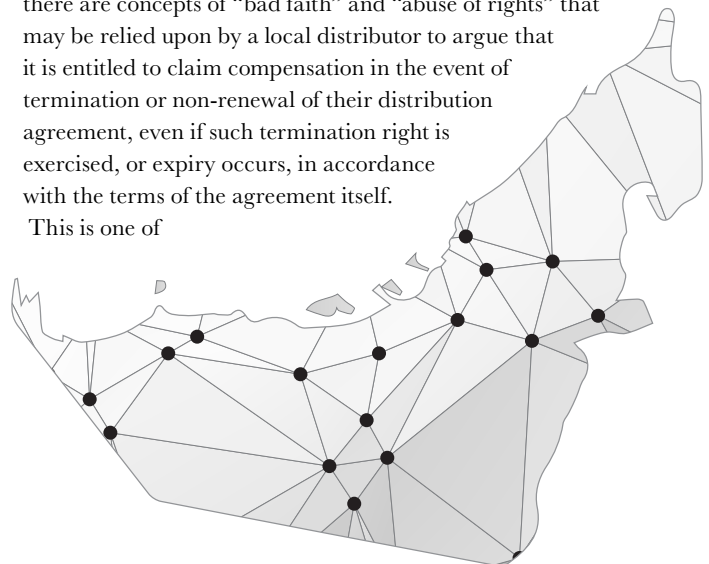 there are concepts of “bad faith” and “abuse of rights” that
may be relied upon by a local distributor to argue that
it is entitled to claim compensation in the event of
termination or non-renewal of their distribution
agreement, even if such termination right is
exercised, or expiry occurs, in accordance
with the terms of the agreement itself.
This is one of